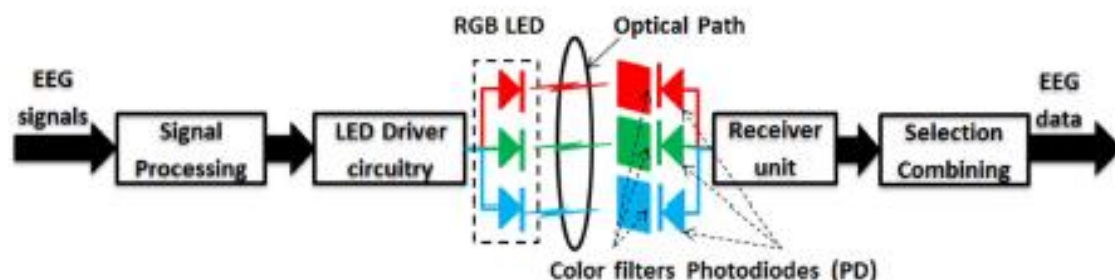 RGB LED
Optical Path
EEG
signals
Signal
Processing
LED Driver
circuitry
Receiver
unit
Selection
Combining
EEG
data
Color filters Photodiodes (PD)